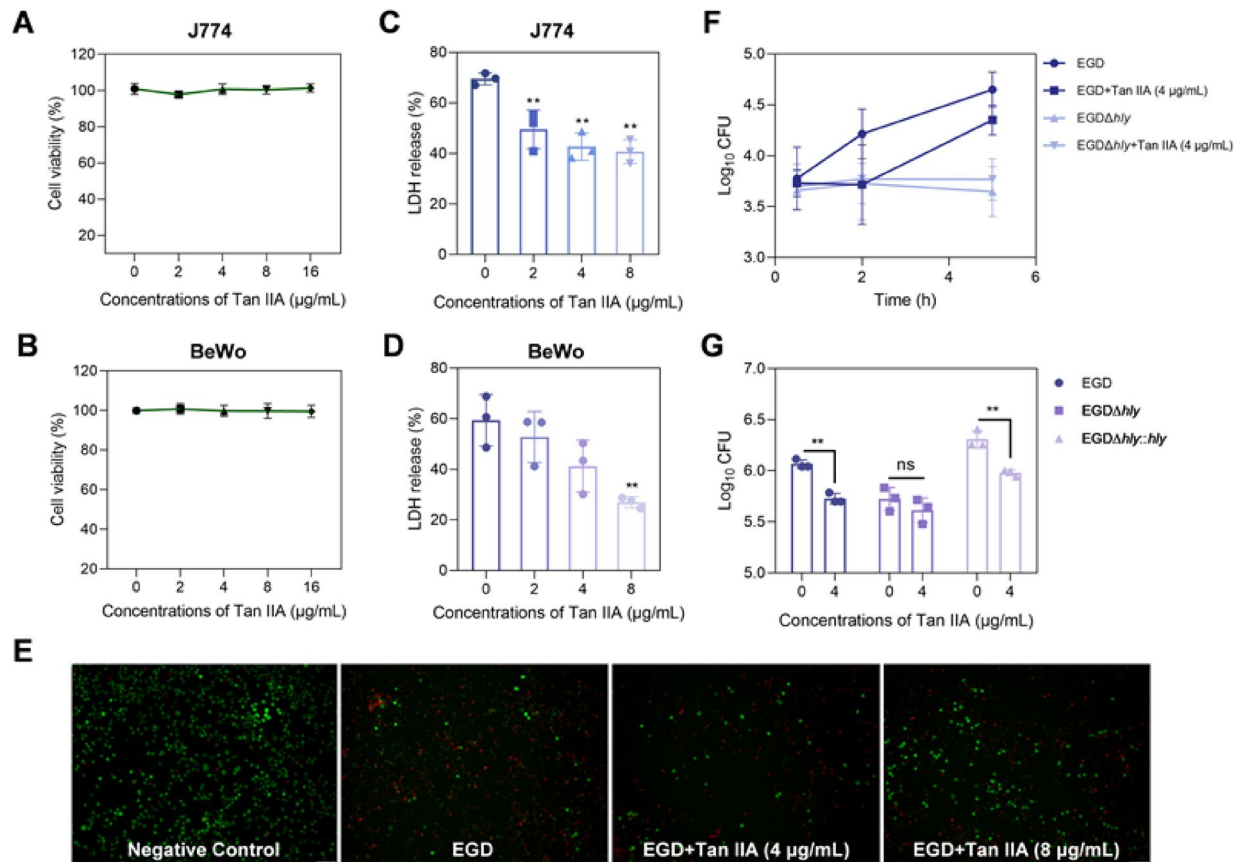 A
J774
120
100
80
60
40
20
Cell viability (%)
0 2 4 8 16
Concentrations of Tan IIA (μg/mL)
C
J774
80
60
40
20
0
LDH release (%)
** ** **
0 2 4 8
Concentrations of Tan IIA (μg/mL)
F
5.0
4.5
4.0
3.5
3.0
Log10 CFU
0 2 4 6
Time (h)
EGD
EGD+Tan IIA (4 μg/mL)
EGDΔhly
EGDΔhly+Tan IIA (4 μg/mL)
B
BeWo
120
100
80
60
40
20
Cell viability (%)
0 2 4 8 16
Concentrations of Tan IIA (μg/mL)
D
BeWo
80
60
40
20
0
LDH release (%)
**
0 2 4 8
Concentrations of Tan IIA (μg/mL)
G
7.0
6.5
6.0
5.5
5.0
Log10 CFU
** ns **
0 4 0 4 0 4
Concentrations of Tan IIA (μg/mL)
EGD
EGDΔhly
EGDΔhly::hly
E
Negative Control
EGD
EGD+Tan IIA (4 μg/mL)
EGD+Tan IIA (8 μg/mL)